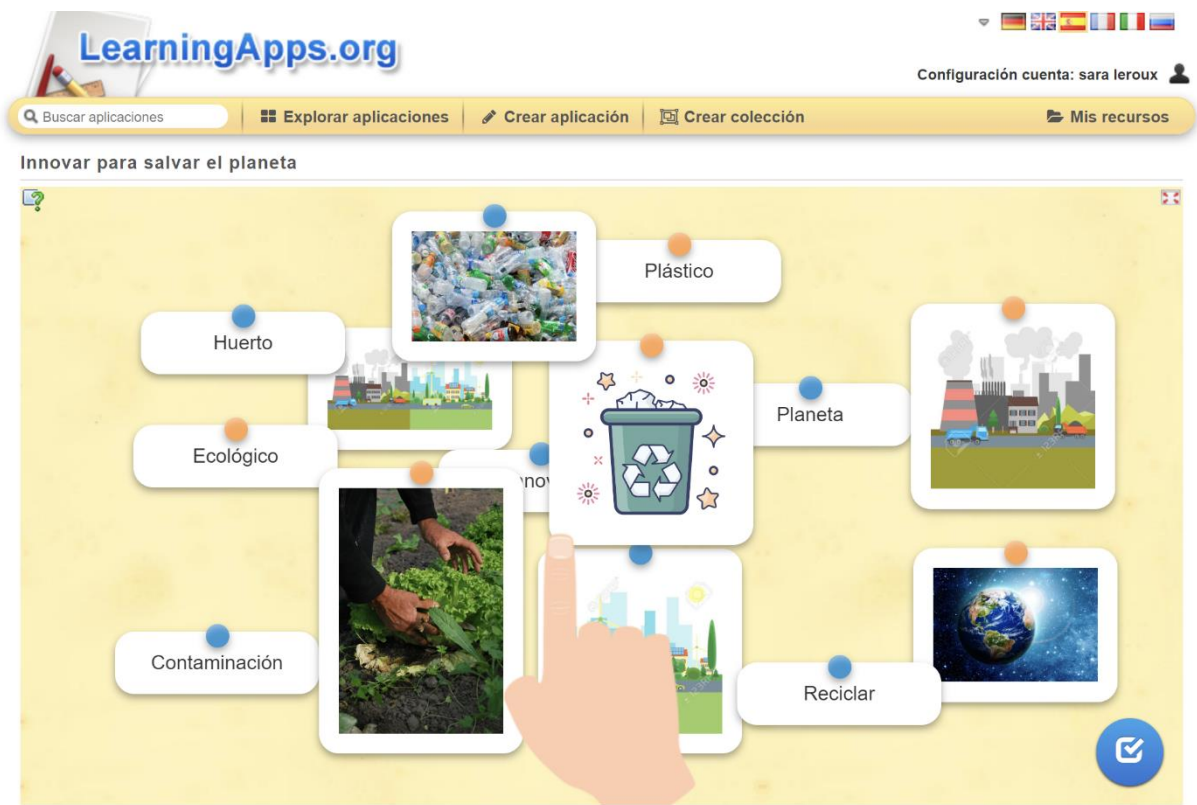 LearningApps.org
Configuración cuenta: sara leroux
Buscar aplicaciones
Explorar aplicaciones
Crear aplicación
Crear colección
Mis recursos
Innovar para salvar el planeta
Plástico
Huerto
Planeta
Ecológico
Contaminación
Reciclar